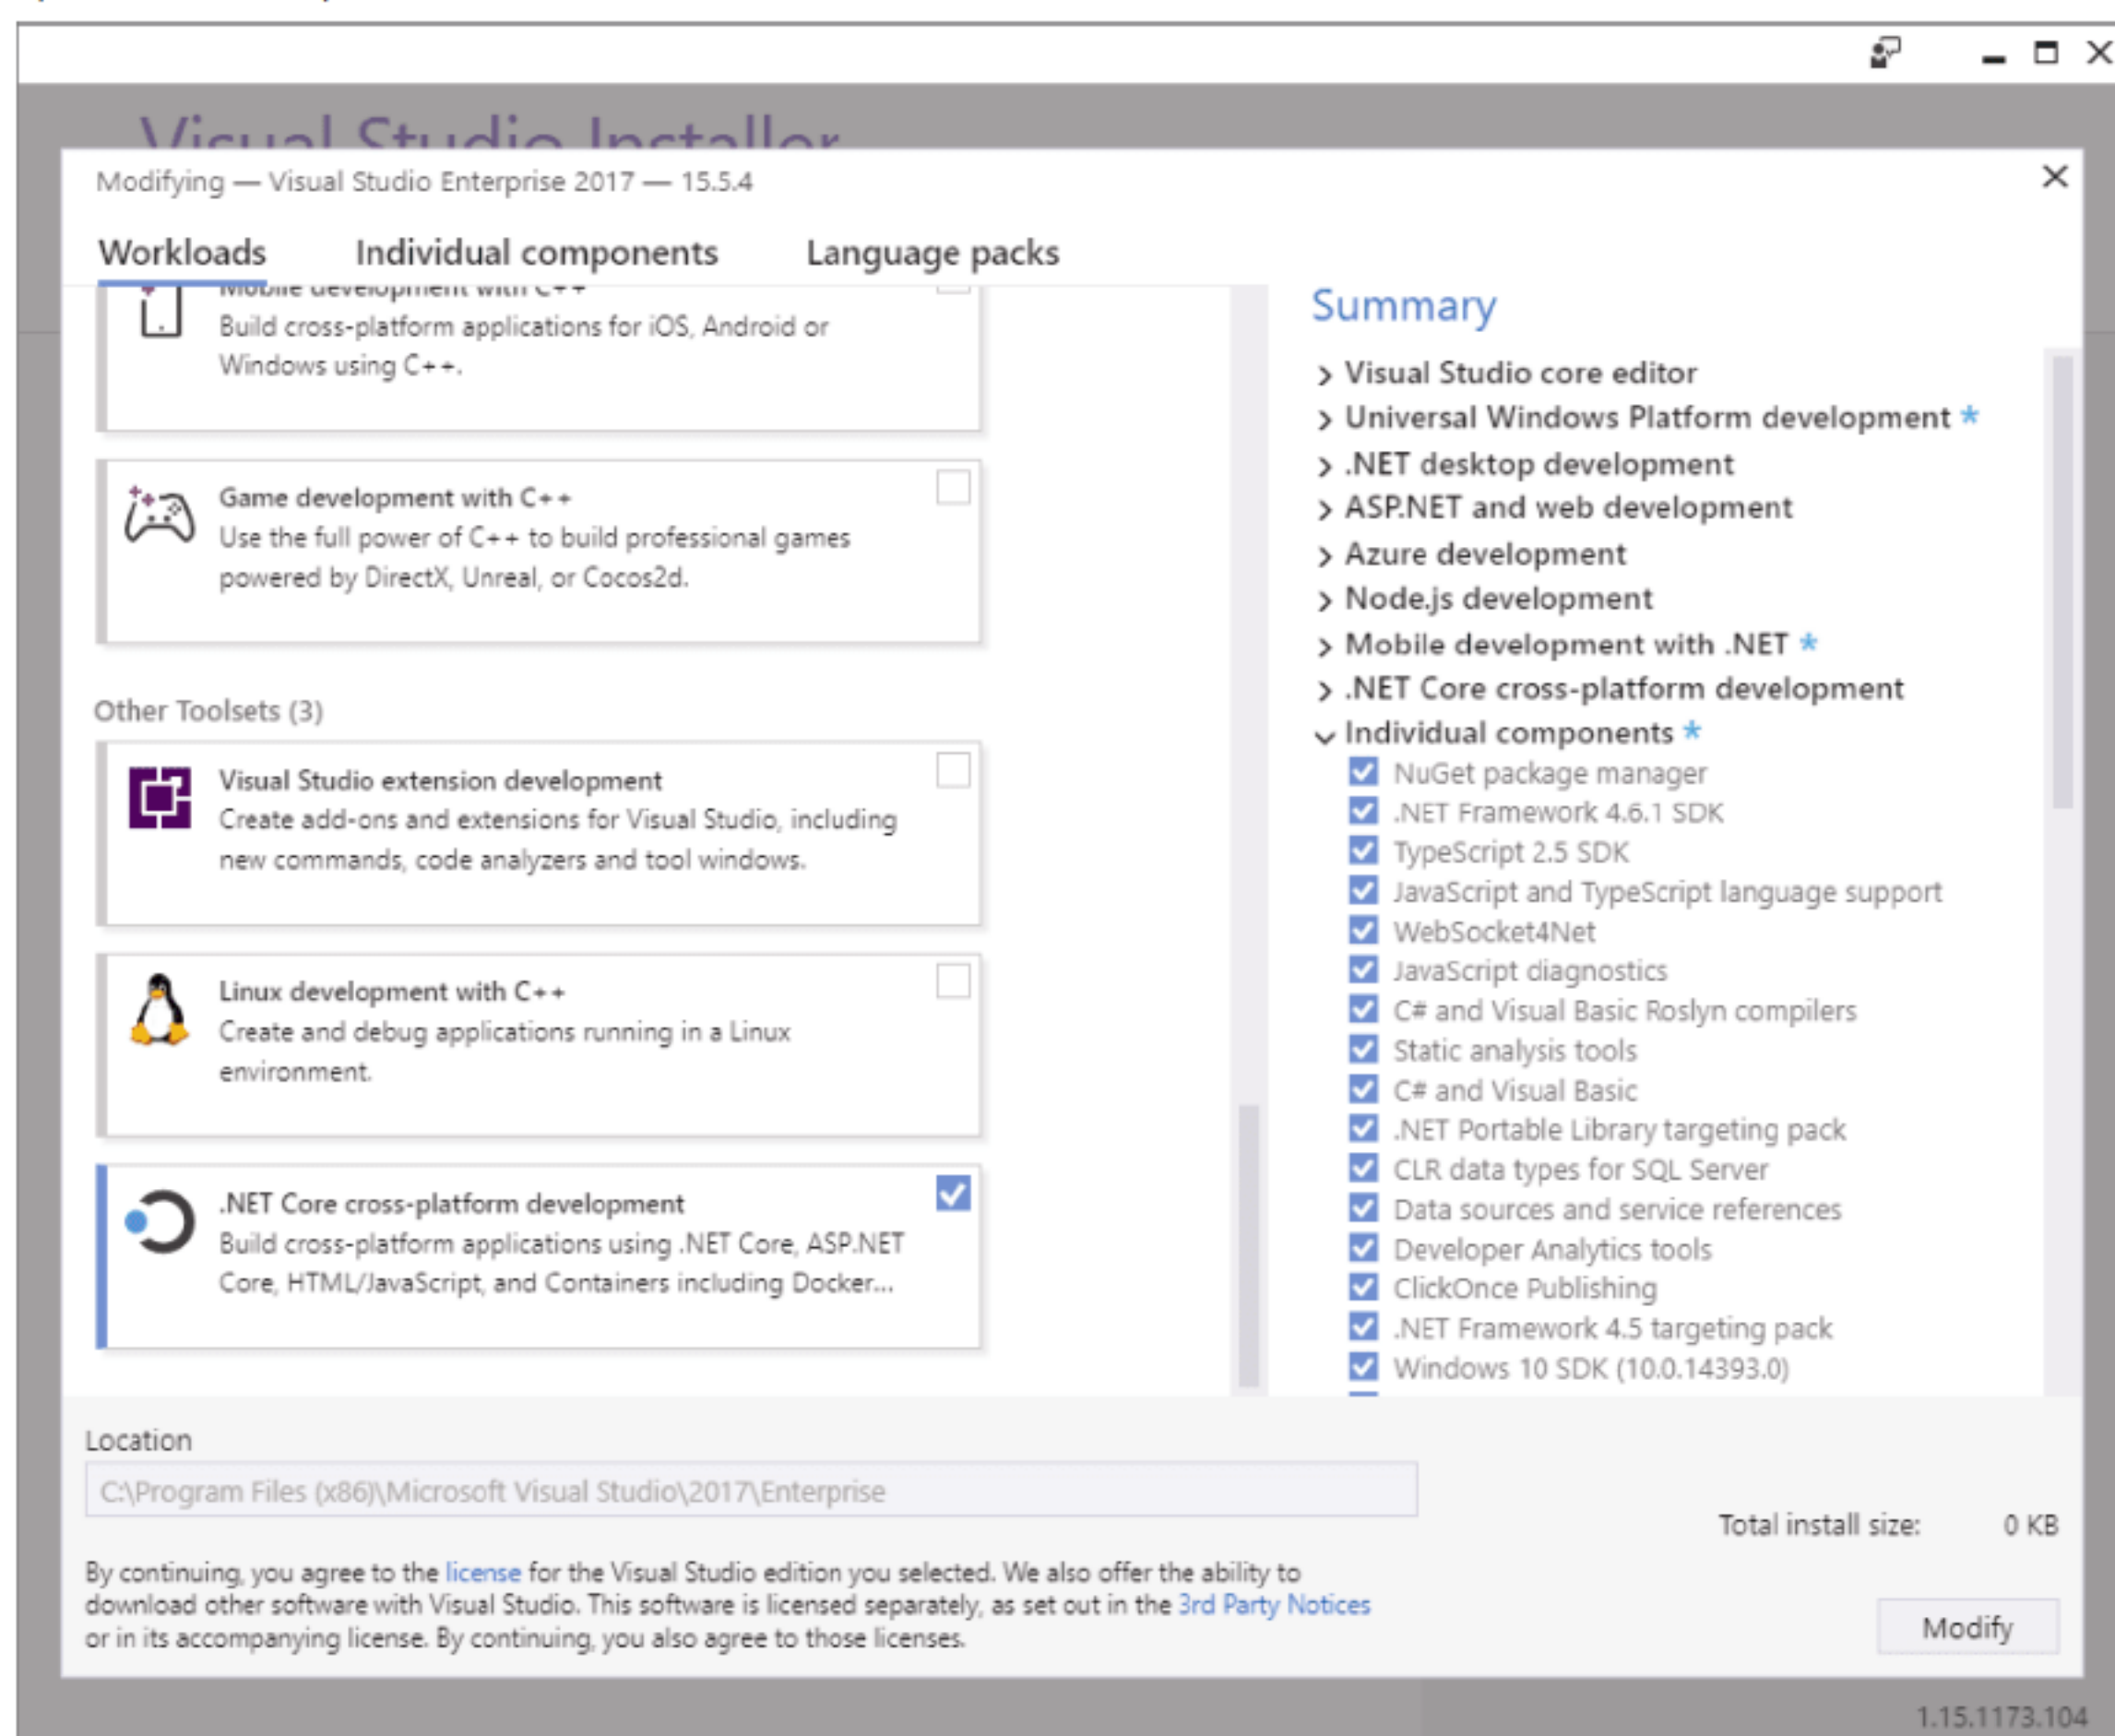 Visual Studio Installer
Modifying — Visual Studio Enterprise 2017 — 15.5.4
Workloads
Individual components
Language packs
Mobile development with C++
Build cross-platform applications for iOS, Android or
Windows using C++.
Game development with C++
Use the full power of C++ to build professional games
powered by DirectX, Unreal, or Cocos2d.
Other Toolsets (3)
Visual Studio extension development
Create add-ons and extensions for Visual Studio, including
new commands, code analyzers and tool windows.
Linux development with C++
Create and debug applications running in a Linux
environment.
.NET Core cross-platform development
Build cross-platform applications using .NET Core, ASP.NET
Core, HTML/JavaScript, and Containers including Docker...
Summary
Visual Studio core editor
Universal Windows Platform development *
.NET desktop development
ASP.NET and web development
Azure development
Node.js development
Mobile development with .NET *
.NET Core cross-platform development
Individual components *
NuGet package manager
.NET Framework 4.6.1 SDK
TypeScript 2.5 SDK
JavaScript and TypeScript language support
WebSocket4Net
JavaScript diagnostics
C# and Visual Basic Roslyn compilers
Static analysis tools
C# and Visual Basic
.NET Portable Library targeting pack
CLR data types for SQL Server
Data sources and service references
Developer Analytics tools
ClickOnce Publishing
.NET Framework 4.5 targeting pack
Windows 10 SDK (10.0.14393.0)
Location
C:\Program Files (x86)\Microsoft Visual Studio\2017\Enterprise
Total install size: 0 KB
By continuing, you agree to the license for the Visual Studio edition you selected. We also offer the ability to
download other software with Visual Studio. This software is licensed separately, as set out in the 3rd Party Notices
or in its accompanying license. By continuing, you also agree to those licenses.
Modify
1.15.1173.104